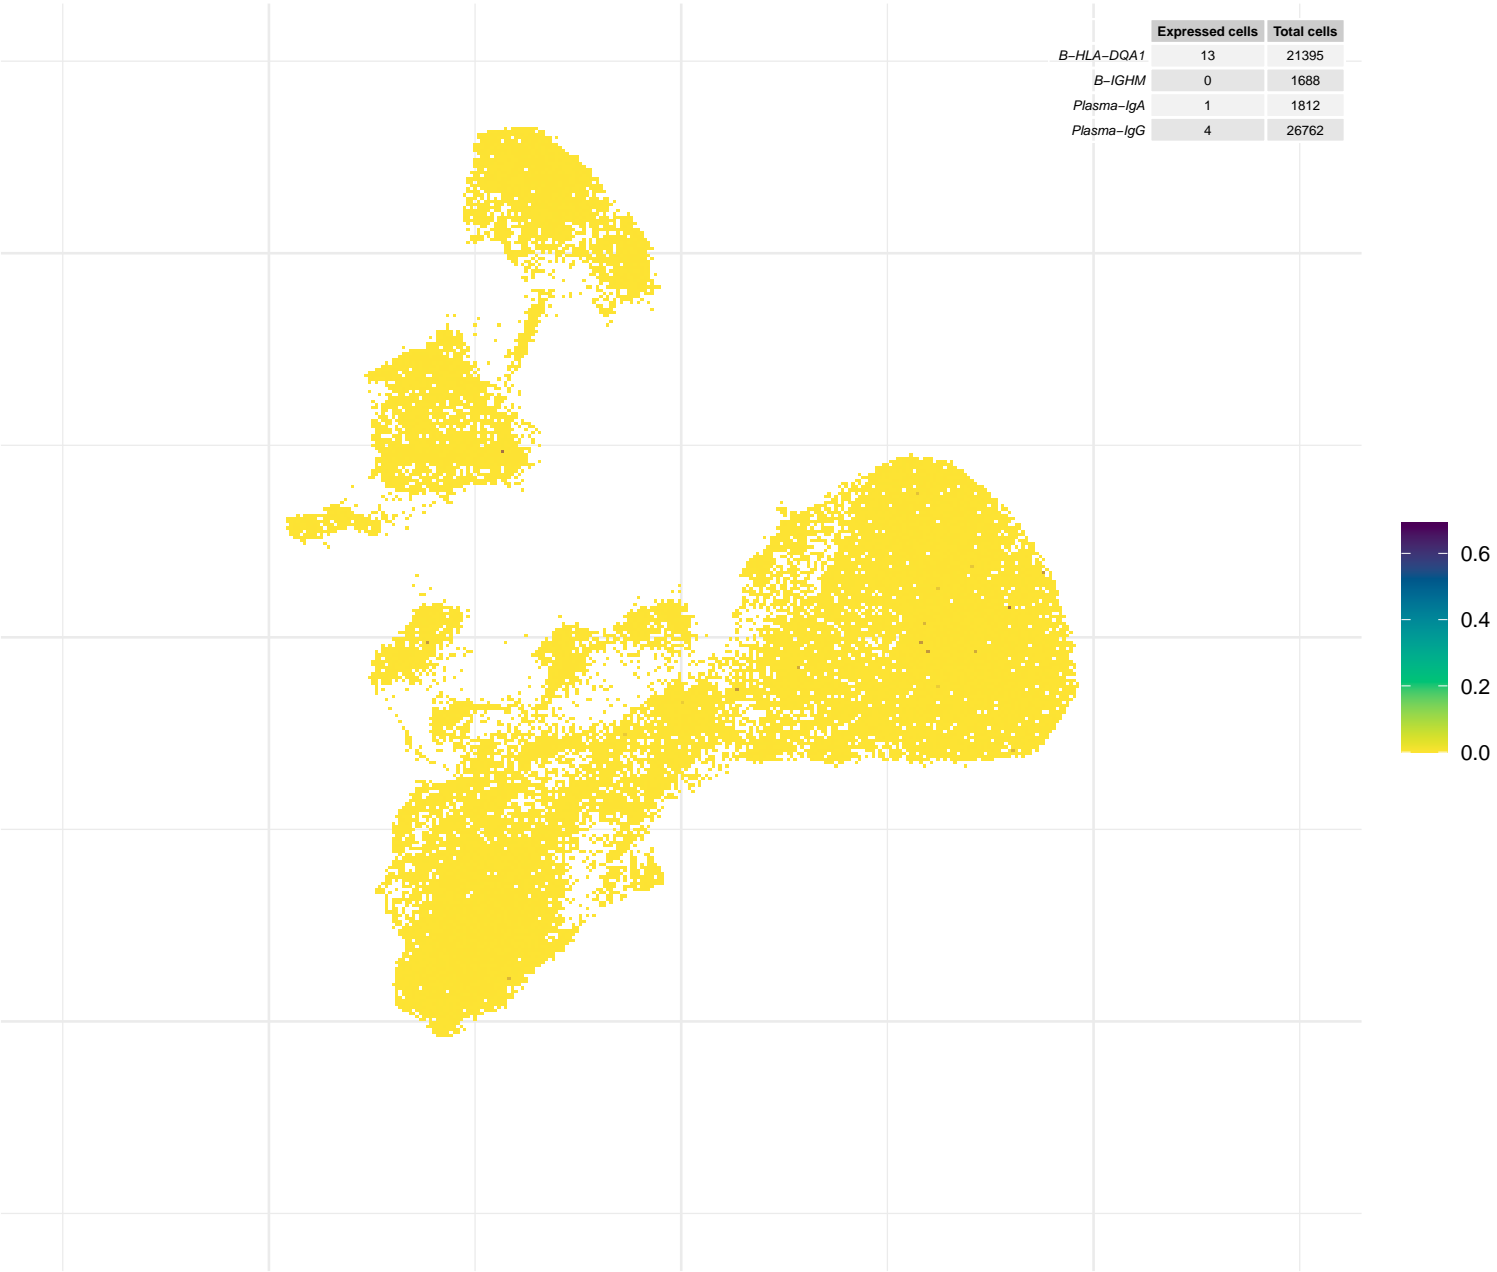 Expressed cells Total cells
B−HLA−DQA1 13 21395
B−IGHM 0 1688
Plasma−IgA 1 1812
Plasma−IgG 4 26762
0.6
0.4
0.2
0.0